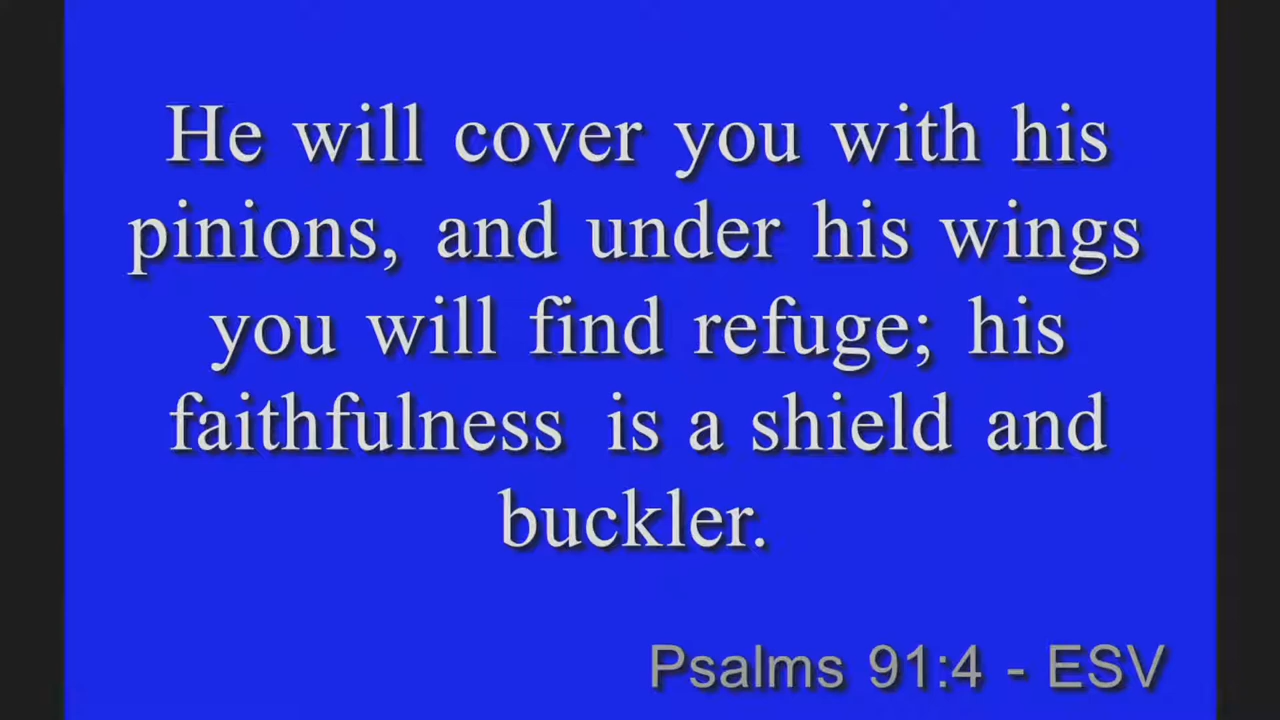 He will cover you with his
pinions, and under his wings
you will find refuge; his
faithfulness is a shield and
buckler.
Psalms 91:4 - ESV